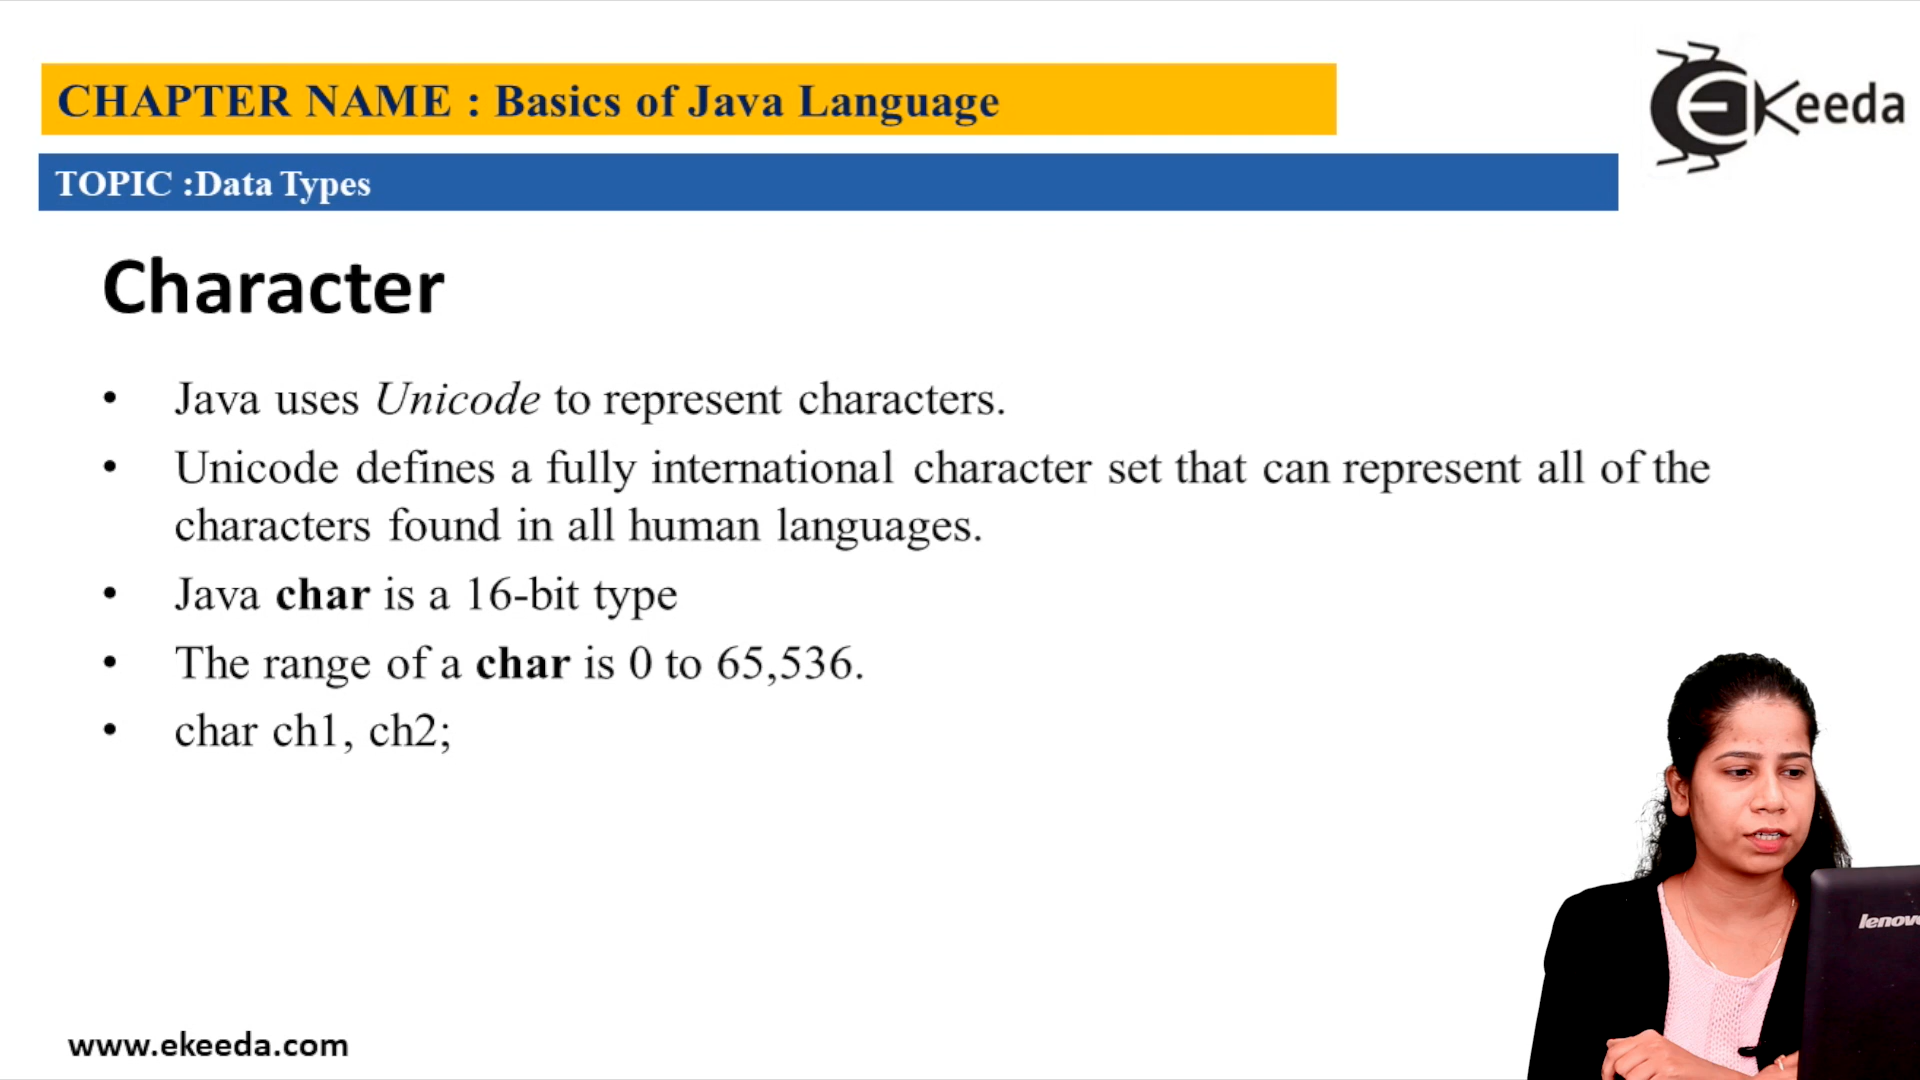 CHAPTER NAME : Basics of Java Language
eKeeda
TOPIC :Data Types
Character
• Java uses Unicode to represent characters.
• Unicode defines a fully international character set that can represent all of the
characters found in all human languages.
• Java char is a 16-bit type
• The range of a char is 0 to 65,536.
• char ch1, ch2;
lenov
www.ekeeda.com